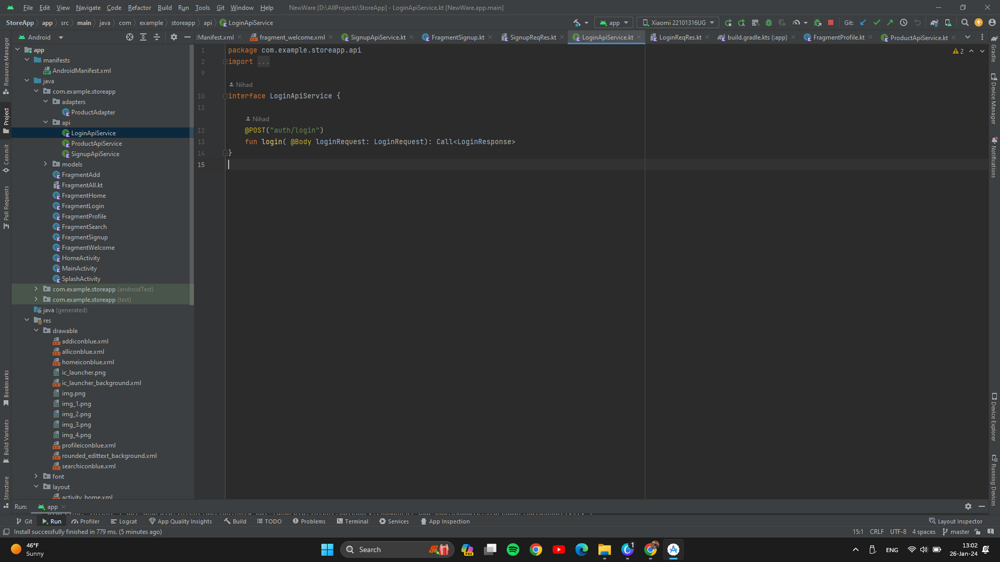 File Edit View Navigate Code Refactor Build Run Tools Git Window Help NewWare [D:\AllProjects\StoreApp] - LoginApiService.kt [NewWare.app.main]
StoreApp app src main java com example storeapp api LoginApiService app Xiaomi 22101316UG Git:
Android
lManifest.xml fragment_welcome.xml SignupApiService.kt FragmentSignup.kt SignupReqRes.kt LoginApiService.kt LoginReqRes.kt build.gradle.kts (:app) FragmentProfile.kt ProductApiService.kt
Resource Manager
Project
Commit
Pull Requests
Bookmarks
Build Variants
Structure
app
manifests
AndroidManifest.xml
java
com.example.storeapp
adapters
ProductAdapter
api
LoginApiService
ProductApiService
SignupApiService
models
FragmentAdd
FragmentAll.kt
FragmentHome
FragmentLogin
FragmentProfile
FragmentSearch
FragmentSignup
FragmentWelcome
HomeActivity
MainActivity
SplashActivity
com.example.storeapp (androidTest)
com.example.storeapp (test)
java (generated)
res
drawable
addiconblue.xml
alliconblue.xml
homeiconblue.xml
ic_launcher.png
ic_launcher_background.xml
img.png
img_1.png
img_2.png
img_3.png
img_4.png
profileiconblue.xml
rounded_edittext_background.xml
searchiconblue.xml
font
layout
activity_home.xml
1 package com.example.storeapp.api
2 import ...
9
Nihad
10 interface LoginApiService {
11
Nihad
12 @POST("auth/login")
13 fun login( @Body loginRequest: LoginRequest): Call<LoginResponse>
14 }
15
2
Gradle
Device Manager
Notifications
Device Explorer
Running Devices
Run: app
Git Run Profiler Logcat App Quality Insights Build TODO Problems Terminal Services App Inspection Layout Inspector
Install successfully finished in 779 ms. (5 minutes ago) 15:1 CRLF UTF-8 4 spaces master
46°F
Sunny
Search
PRE
1
ENG
13:02
26-Jan-24